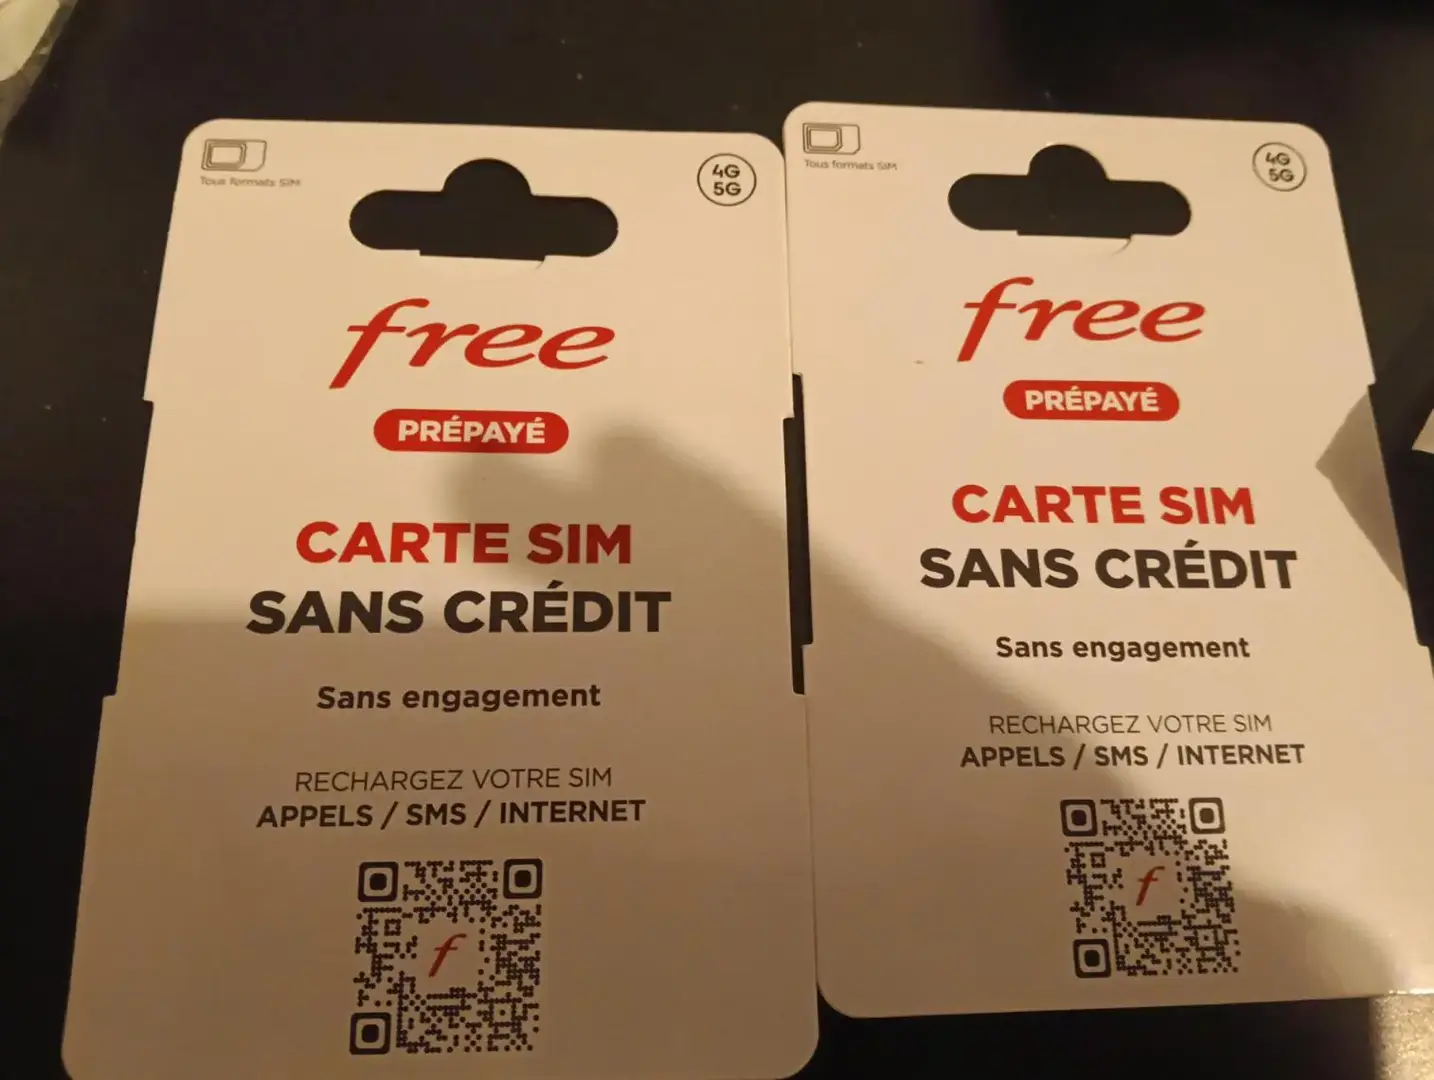 Tous formats SIM
4G
5G
free
PRÉPAYÉ
CARTE SIM
SANS CRÉDIT
Sans engagement
RECHARGEZ VOTRE SIM
APPELS / SMS / INTERNET
f
Tous formats SIM
4G
5G
free
PRÉPAYÉ
CARTE SIM
SANS CRÉDIT
Sans engagement
RECHARGEZ VOTRE SIM
APPELS / SMS / INTERNET
f